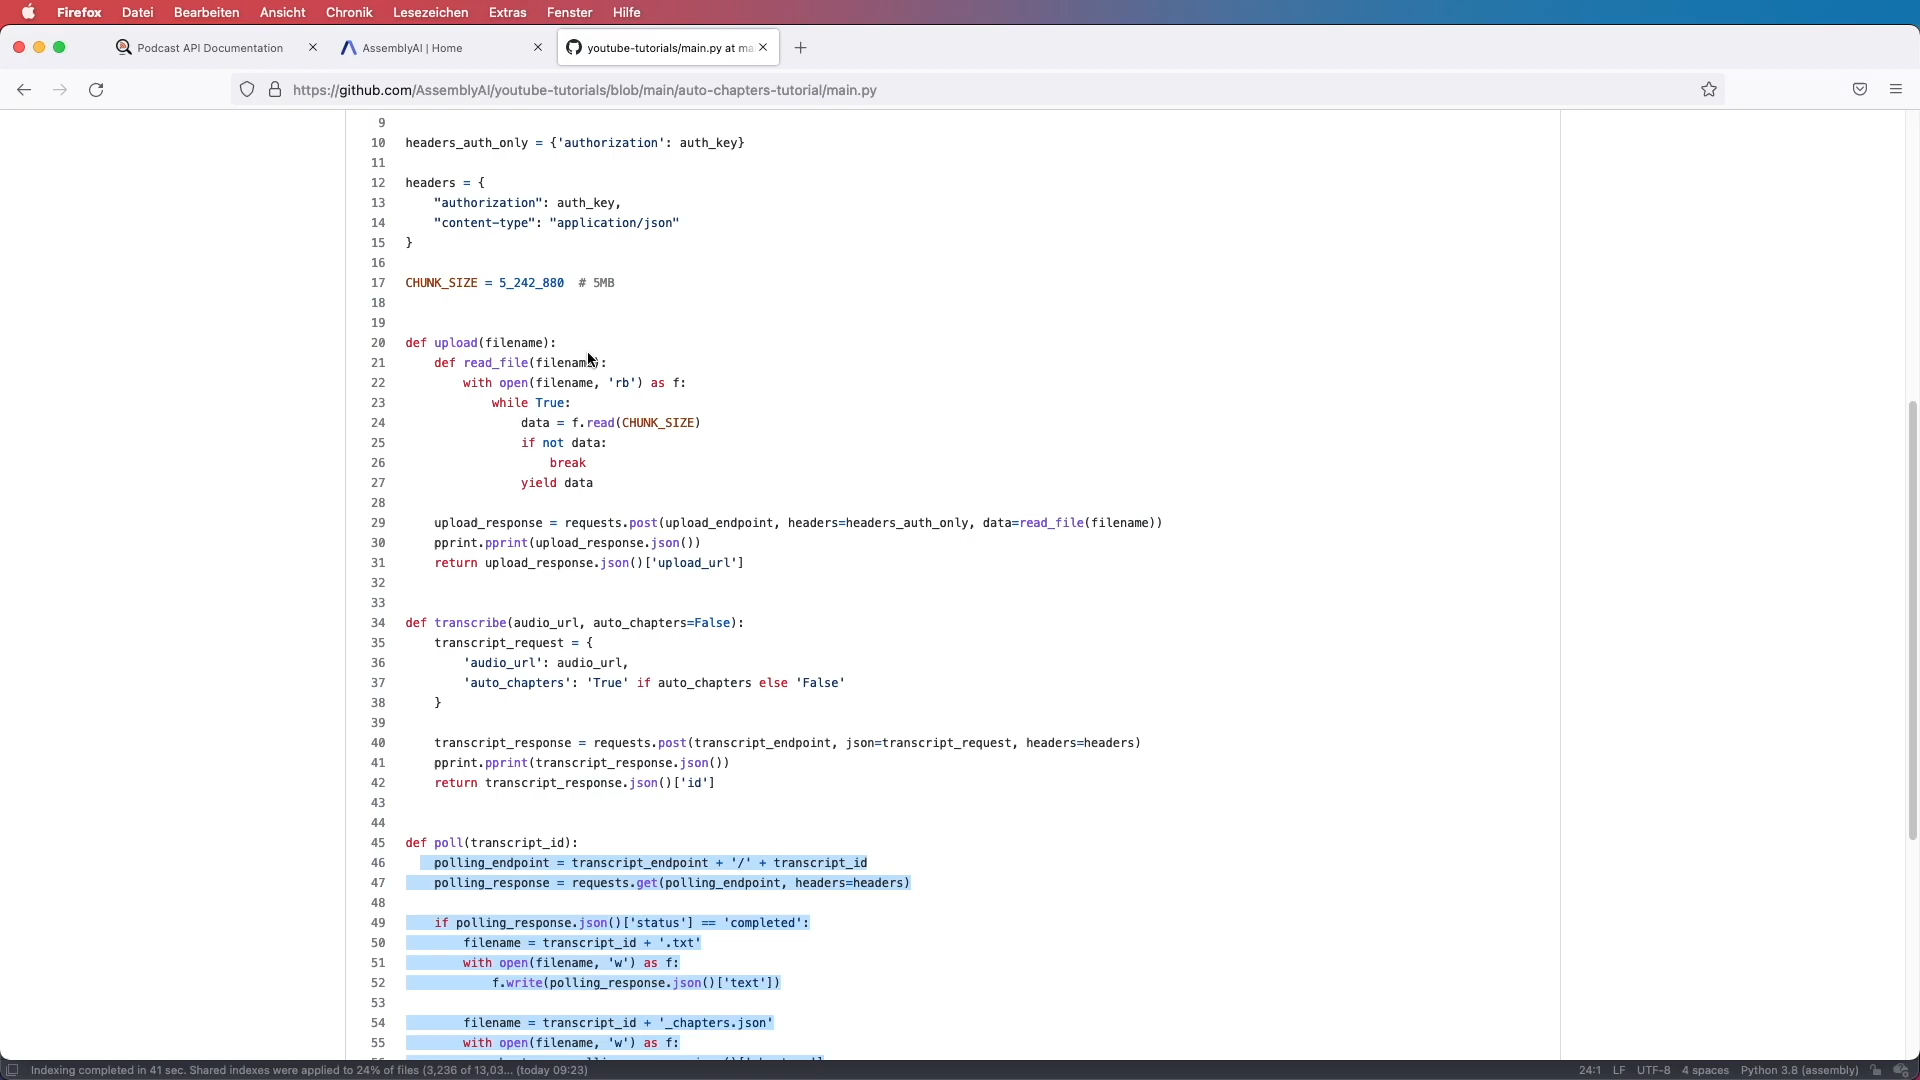 Firefox Datei Bearbeiten Ansicht Chronik Lesezeichen Extras Fenster Hilfe
Podcast API Documentation AssemblyAI | Home youtube-tutorials/main.py at ma
https://github.com/AssemblyAI/youtube-tutorials/blob/main/auto-chapters-tutorial/main.py
9
10 headers_auth_only = {'authorization': auth_key}
11
12 headers = {
13     "authorization": auth_key,
14     "content-type": "application/json"
15 }
16
17 CHUNK_SIZE = 5_242_880  # 5MB
18
19
20 def upload(filename):
21     def read_file(filename):
22         with open(filename, 'rb') as f:
23             while True:
24                 data = f.read(CHUNK_SIZE)
25                 if not data:
26                     break
27                 yield data
28
29     upload_response = requests.post(upload_endpoint, headers=headers_auth_only, data=read_file(filename))
30     pprint.pprint(upload_response.json())
31     return upload_response.json()['upload_url']
32
33
34 def transcribe(audio_url, auto_chapters=False):
35     transcript_request = {
36         'audio_url': audio_url,
37         'auto_chapters': 'True' if auto_chapters else 'False'
38     }
39
40     transcript_response = requests.post(transcript_endpoint, json=transcript_request, headers=headers)
41     pprint.pprint(transcript_response.json())
42     return transcript_response.json()['id']
43
44
45 def poll(transcript_id):
46     polling_endpoint = transcript_endpoint + '/' + transcript_id
47     polling_response = requests.get(polling_endpoint, headers=headers)
48
49     if polling_response.json()['status'] == 'completed':
50         filename = transcript_id + '.txt'
51         with open(filename, 'w') as f:
52             f.write(polling_response.json()['text'])
53
54         filename = transcript_id + '_chapters.json'
55         with open(filename, 'w') as f:
Indexing completed in 41 sec. Shared indexes were applied to 24% of files (3,236 of 13,03... (today 09:23) 24:1 LF UTF-8 4 spaces Python 3.8 (assembly)